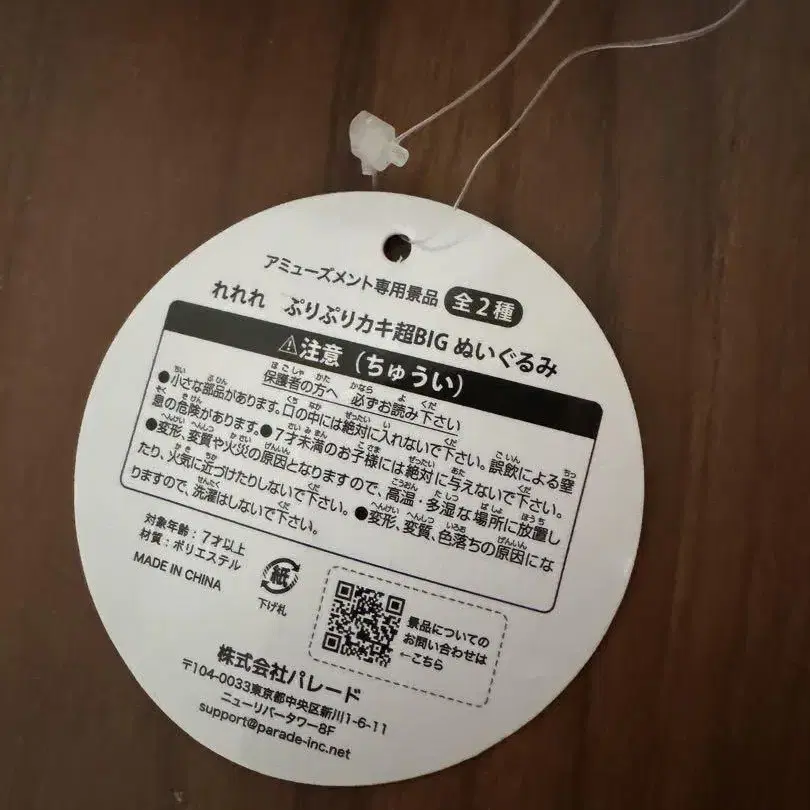 アミューズメント専用景品 全2種
れれれ ぷりぷりカキ超BIG ぬいぐるみ
⚠注意（ちゅうい）
保護者の方へ 必ずお読み下さい
●小さな部品があります。口の中には絶対に入れないで下さい。誤飲による窒
息の危険があります。●7才未満のお子様には絶対に与えないで下さい。
●変形、変質や火災の原因となりますので、高温・多湿な場所に放置し
たり、火気に近づけたりしないで下さい。●変形、変質、色落ちの原因にな
りますので、洗濯はしないで下さい。
対象年齢：7才以上
材質：ポリエステル
MADE IN CHINA
紙
下げ札
景品についての
お問い合わせは
←こちら
株式会社パレード
〒104-0033東京都中央区新川1-6-11
ニューリバータワー8F
support@parade-inc.net